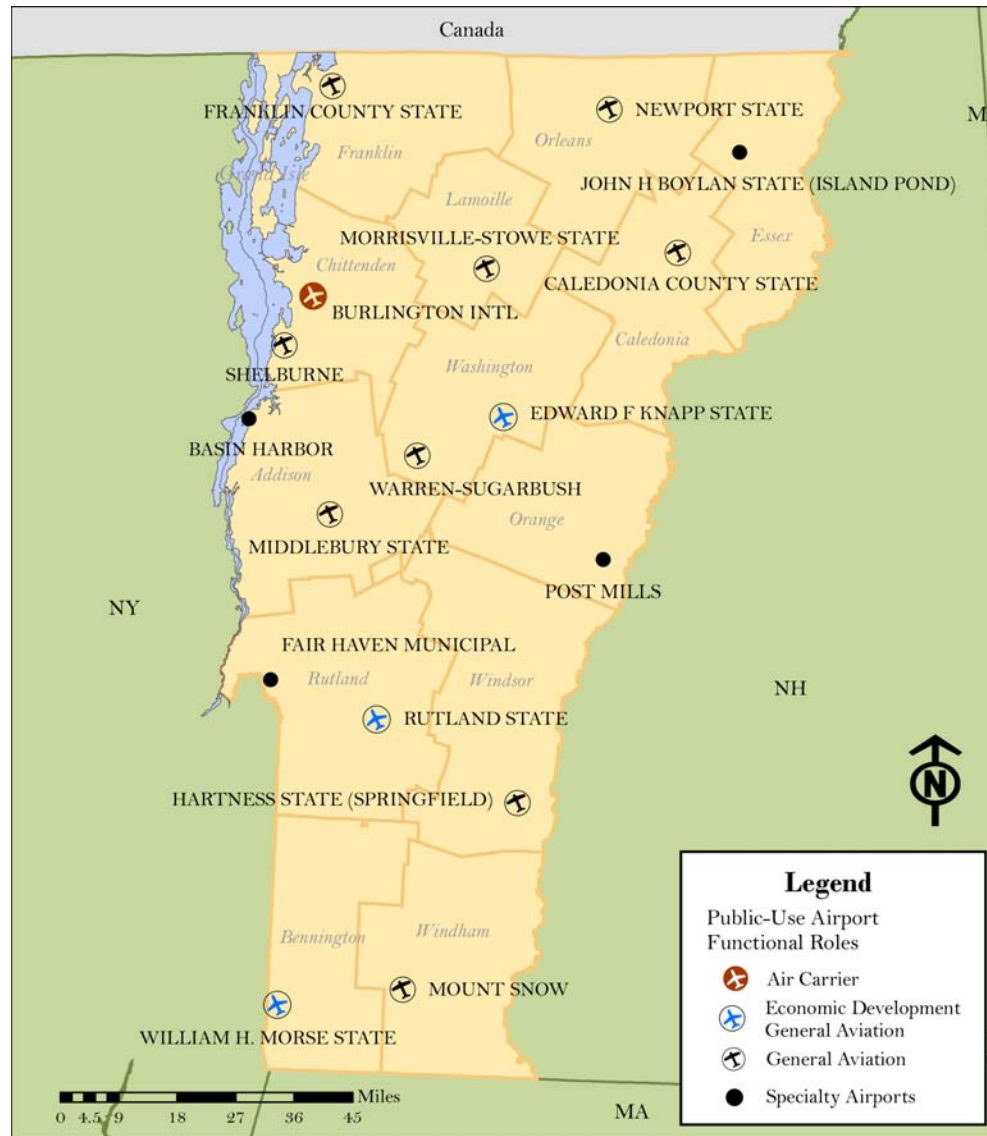 Canada
FRANKLIN COUNTY STATE
NEWPORT STATE
M
Franklin
Orleans
Grand Isle
JOHN H BOYLAN STATE (ISLAND POND)
Lamoille
MORRISVILLE-STOWE STATE
Essex
Chittenden
CALEDONIA COUNTY STATE
BURLINGTON INTL
Caledonia
SHELBURNE
Washington
EDWARD F KNAPP STATE
BASIN HARBOR
Addison
WARREN-SUGARBUSH
Orange
MIDDLEBURY STATE
POST MILLS
NY
FAIR HAVEN MUNICIPAL
Rutland
Windsor
NH
RUTLAND STATE
N
HARTNESS STATE (SPRINGFIELD)
Legend
Public-Use Airport
Functional Roles
Air Carrier
Economic Development
General Aviation
General Aviation
Specialty Airports
Bennington
Windham
MOUNT SNOW
WILLIAM H. MORSE STATE
Miles
0 4.5 9 18 27 36 45
MA